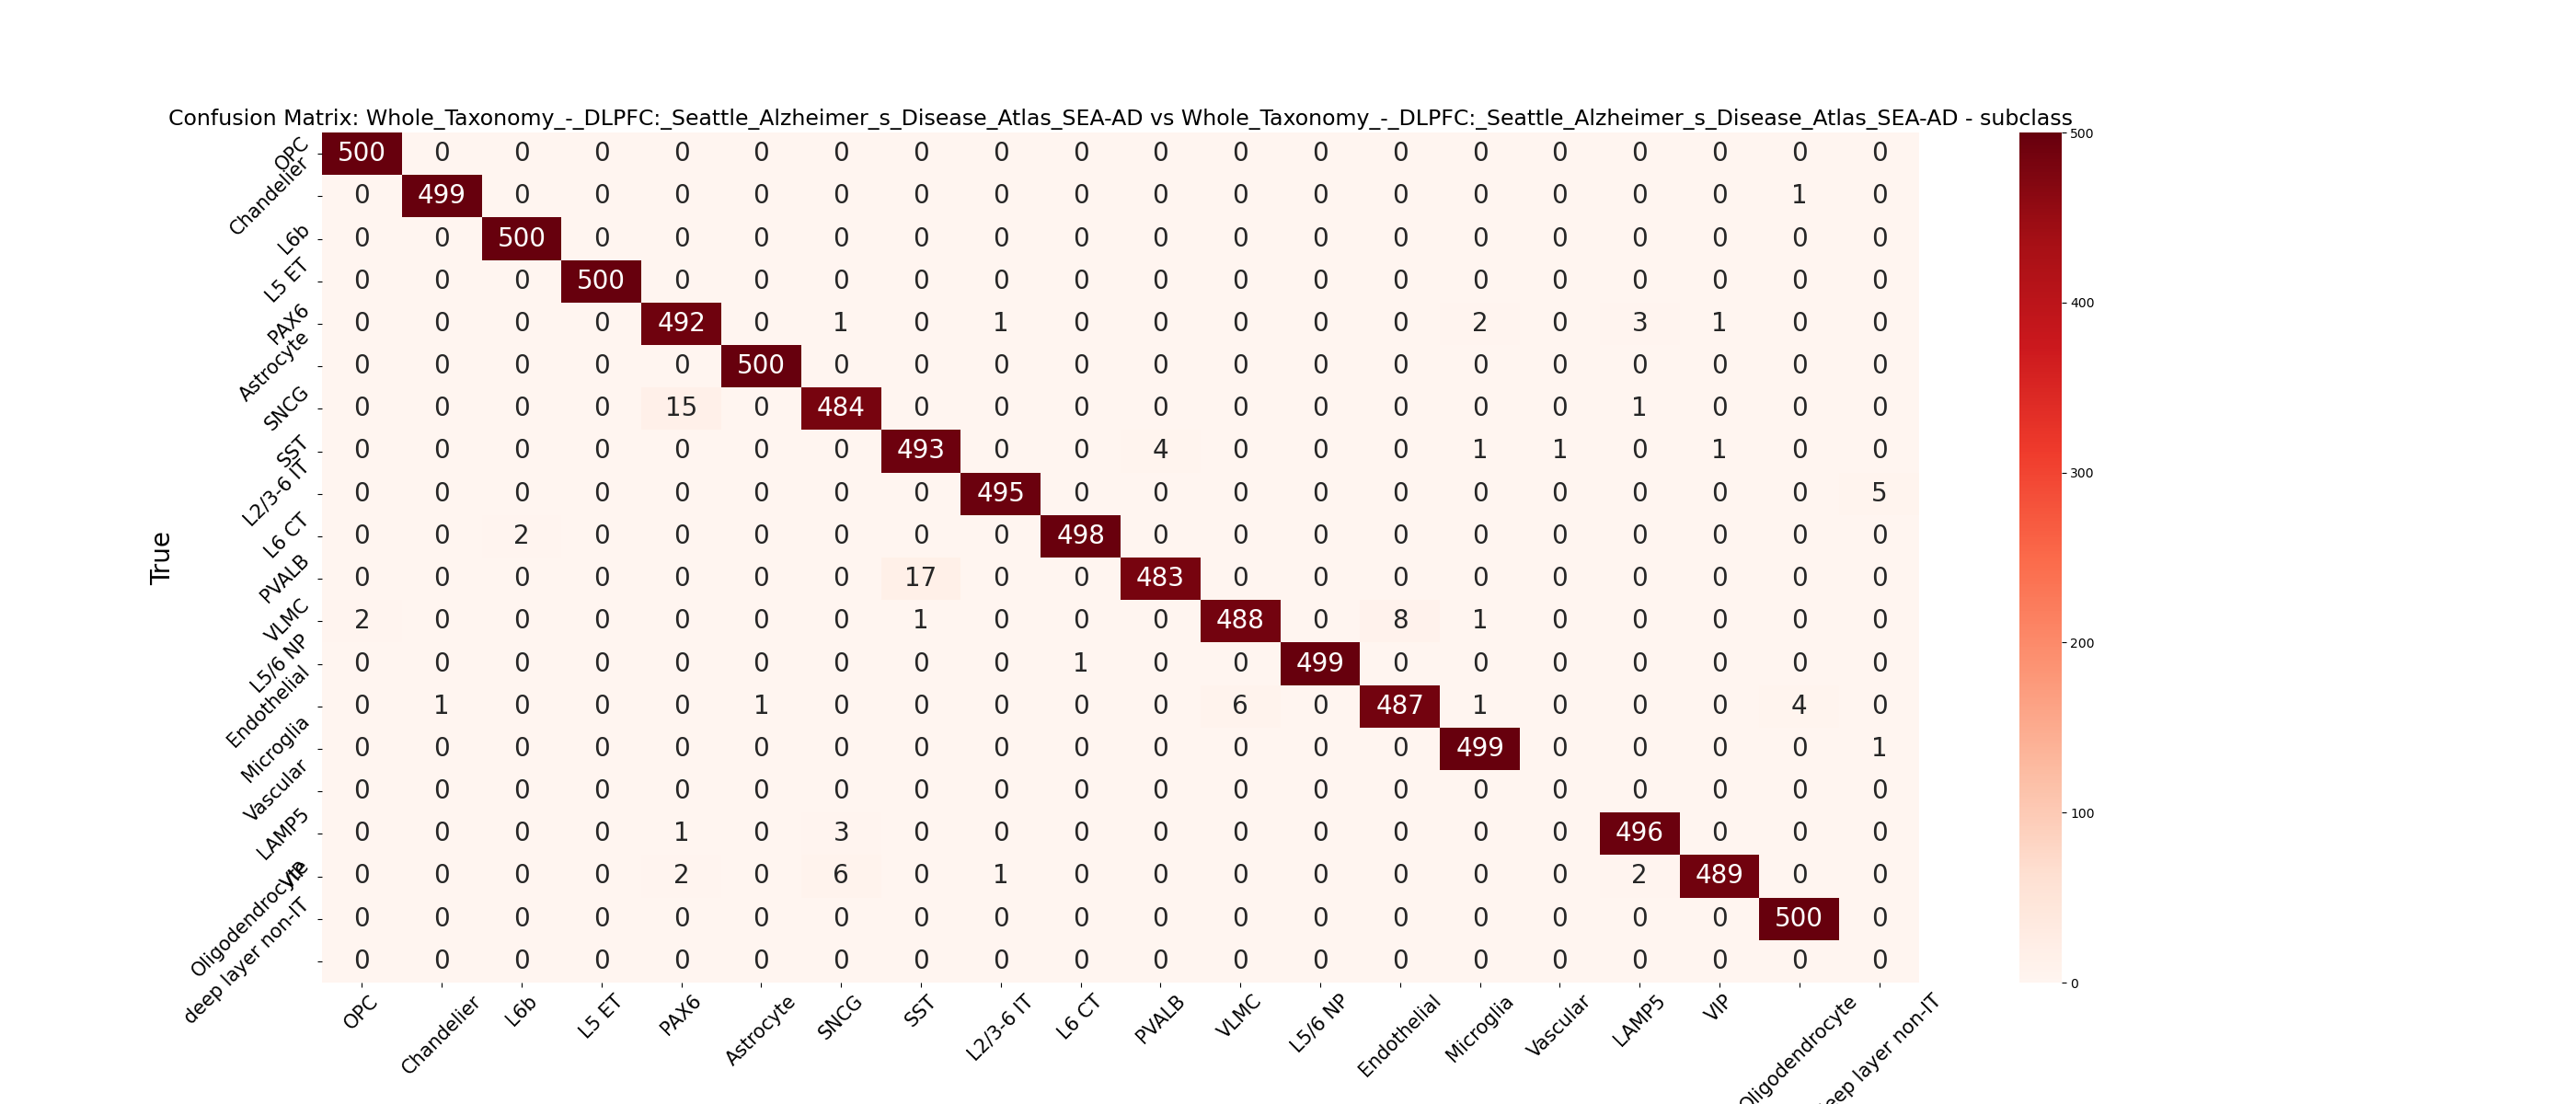 Confusion Matrix: Whole_Taxonomy_-_DLPFC:_Seattle_Alzheimer_s_Disease_Atlas_SEA-AD vs Whole_Taxonomy_-_DLPFC:_Seattle_Alzheimer_s_Disease_Atlas_SEA-AD - subclass
True
OPC 500 0 0 0 0 0 0 0 0 0 0 0 0 0 0 0 0 0 0 0
Chandelier 0 499 0 0 0 0 0 0 0 0 0 0 0 0 0 0 0 0 1 0
L6b 0 0 500 0 0 0 0 0 0 0 0 0 0 0 0 0 0 0 0 0
L5 ET 0 0 0 500 0 0 0 0 0 0 0 0 0 0 0 0 0 0 0 0
PAX6 0 0 0 0 492 0 1 0 1 0 0 0 0 0 2 0 3 1 0 0
Astrocyte 0 0 0 0 0 500 0 0 0 0 0 0 0 0 0 0 0 0 0 0
SNCG 0 0 0 0 15 0 484 0 0 0 0 0 0 0 0 0 1 0 0 0
SST 0 0 0 0 0 0 0 493 0 0 4 0 0 0 1 1 0 1 0 0
L2/3-6 IT 0 0 0 0 0 0 0 0 495 0 0 0 0 0 0 0 0 0 0 5
L6 CT 0 0 2 0 0 0 0 0 0 498 0 0 0 0 0 0 0 0 0 0
PVALB 0 0 0 0 0 0 0 17 0 0 483 0 0 0 0 0 0 0 0 0
VLMC 2 0 0 0 0 0 0 1 0 0 0 488 0 8 1 0 0 0 0 0
L5/6 NP 0 0 0 0 0 0 0 0 0 1 0 0 499 0 0 0 0 0 0 0
Endothelial 0 1 0 0 0 1 0 0 0 0 0 6 0 487 1 0 0 0 4 0
Microglia 0 0 0 0 0 0 0 0 0 0 0 0 0 0 499 0 0 0 0 1
Vascular 0 0 0 0 0 0 0 0 0 0 0 0 0 0 0 0 0 0 0 0
LAMP5 0 0 0 0 1 0 3 0 0 0 0 0 0 0 0 0 496 0 0 0
VIP 0 0 0 0 2 0 6 0 1 0 0 0 0 0 0 0 2 489 0 0
Oligodendrocyte 0 0 0 0 0 0 0 0 0 0 0 0 0 0 0 0 0 0 500 0
deep layer non-IT 0 0 0 0 0 0 0 0 0 0 0 0 0 0 0 0 0 0 0 0
OPC Chandelier L6b L5 ET PAX6 Astrocyte SNCG SST L2/3-6 IT L6 CT PVALB VLMC L5/6 NP Endothelial Microglia Vascular LAMP5 VIP Oligodendrocyte layer non-IT
500
400
300
200
100
0